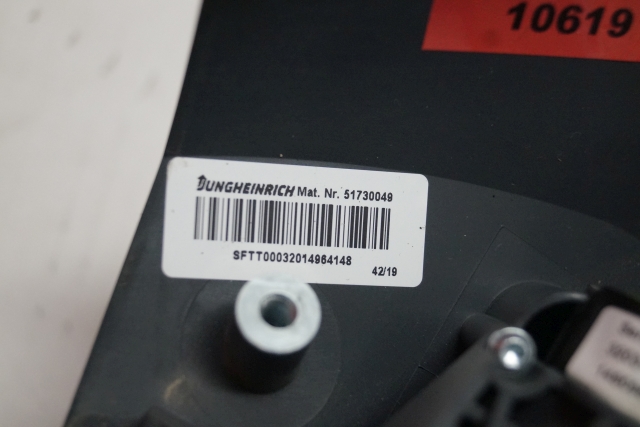 10619
JUNGHEINRICH Mat. Nr. 51730049
SFTT00032014964148
42/19